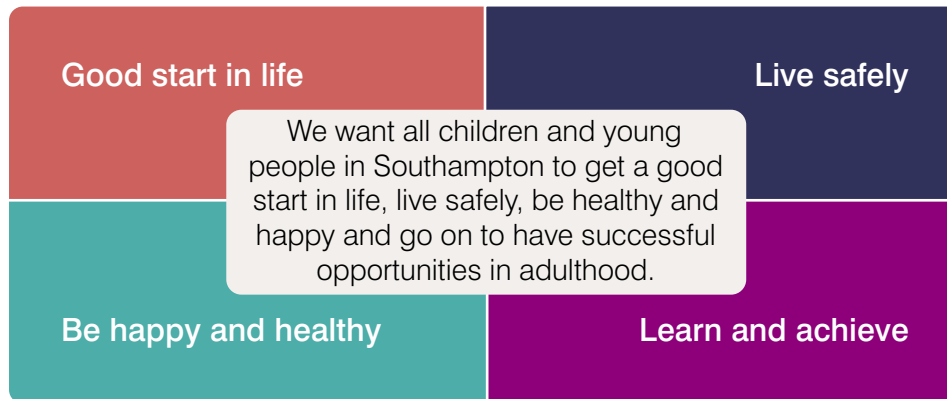 Good start in life
Live safely
We want all children and young
people in Southampton to get a good
start in life, live safely, be healthy and
happy and go on to have successful
opportunities in adulthood.
Be happy and healthy
Learn and achieve